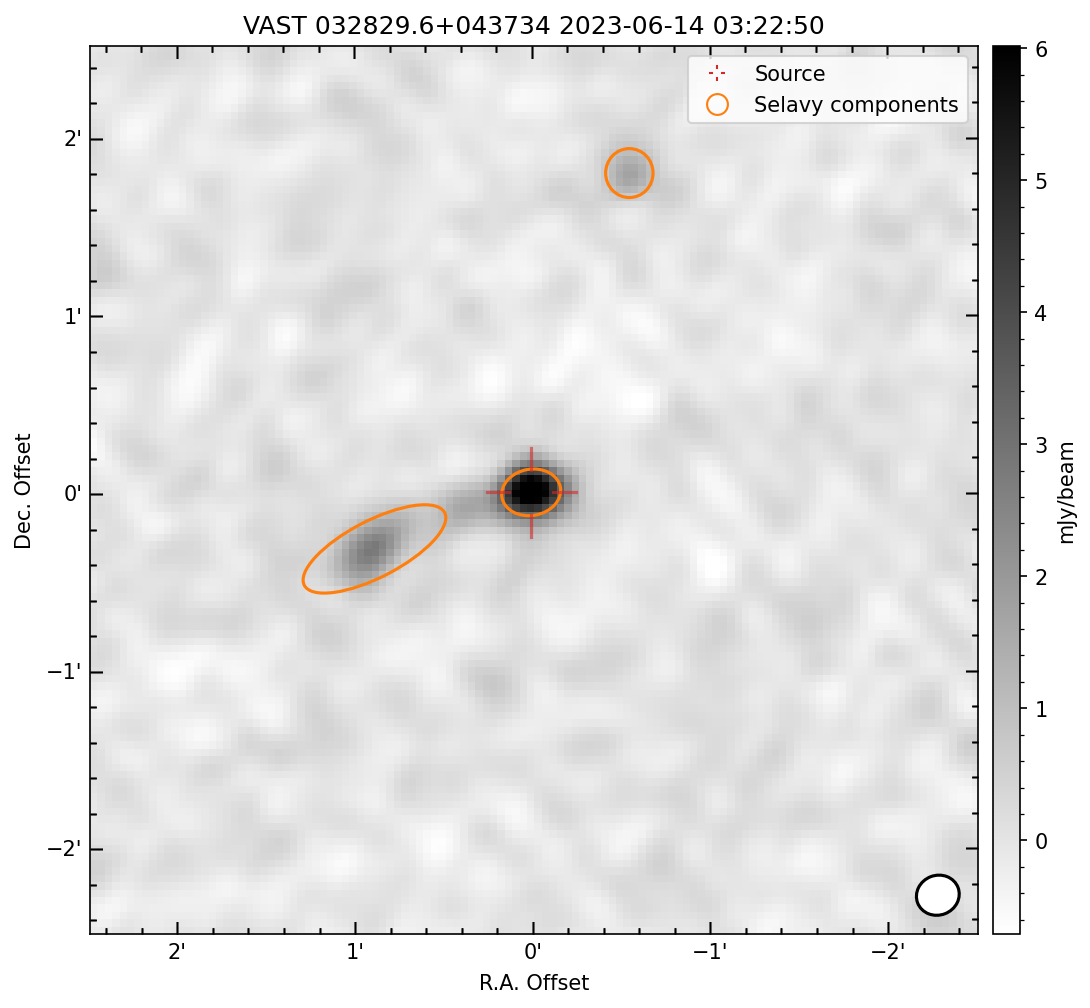 VAST 032829.6+043734 2023-06-14 03:22:50
Source
Selavy components
2'
1'
0'
−1'
−2'
Dec. Offset
2'
1'
0'
−1'
−2'
R.A. Offset
6
5
4
3
2
1
0
mJy/beam